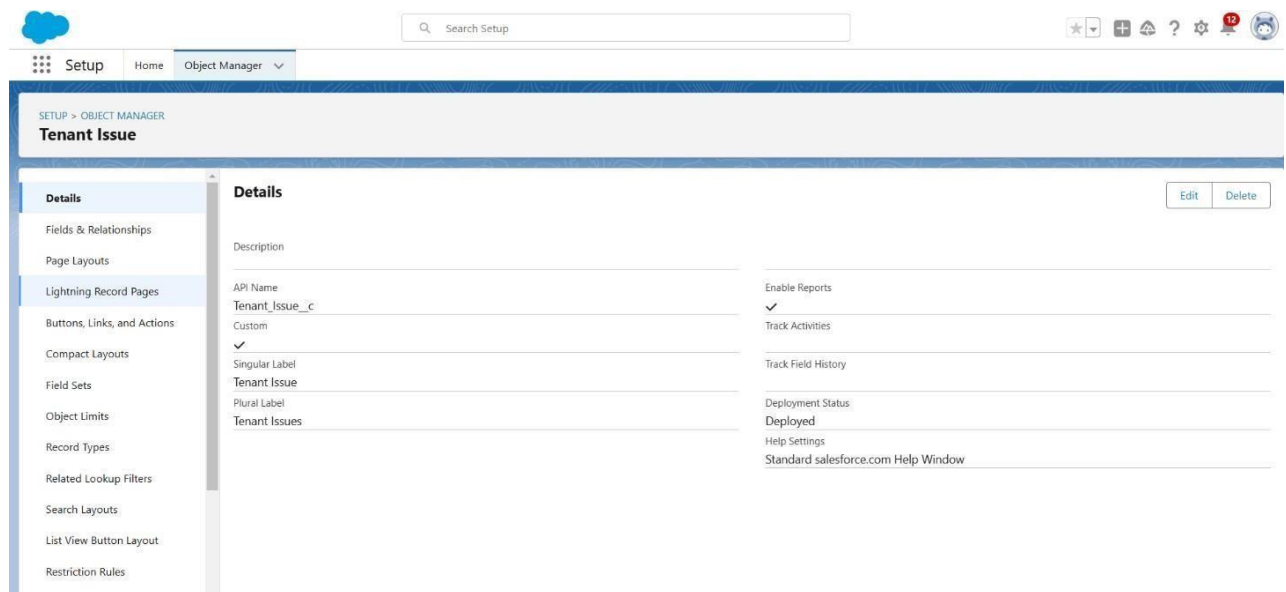 Search Setup
12
Setup
Home
Object Manager
SETUP > OBJECT MANAGER
Tenant Issue
Details
Fields & Relationships
Page Layouts
Lightning Record Pages
Buttons, Links, and Actions
Compact Layouts
Field Sets
Object Limits
Record Types
Related Lookup Filters
Search Layouts
List View Button Layout
Restriction Rules
Details
Edit
Delete
Description
API Name
Tenant_Issue__c
Custom
Singular Label
Tenant Issue
Plural Label
Tenant Issues
Enable Reports
Track Activities
Track Field History
Deployment Status
Deployed
Help Settings
Standard salesforce.com Help Window